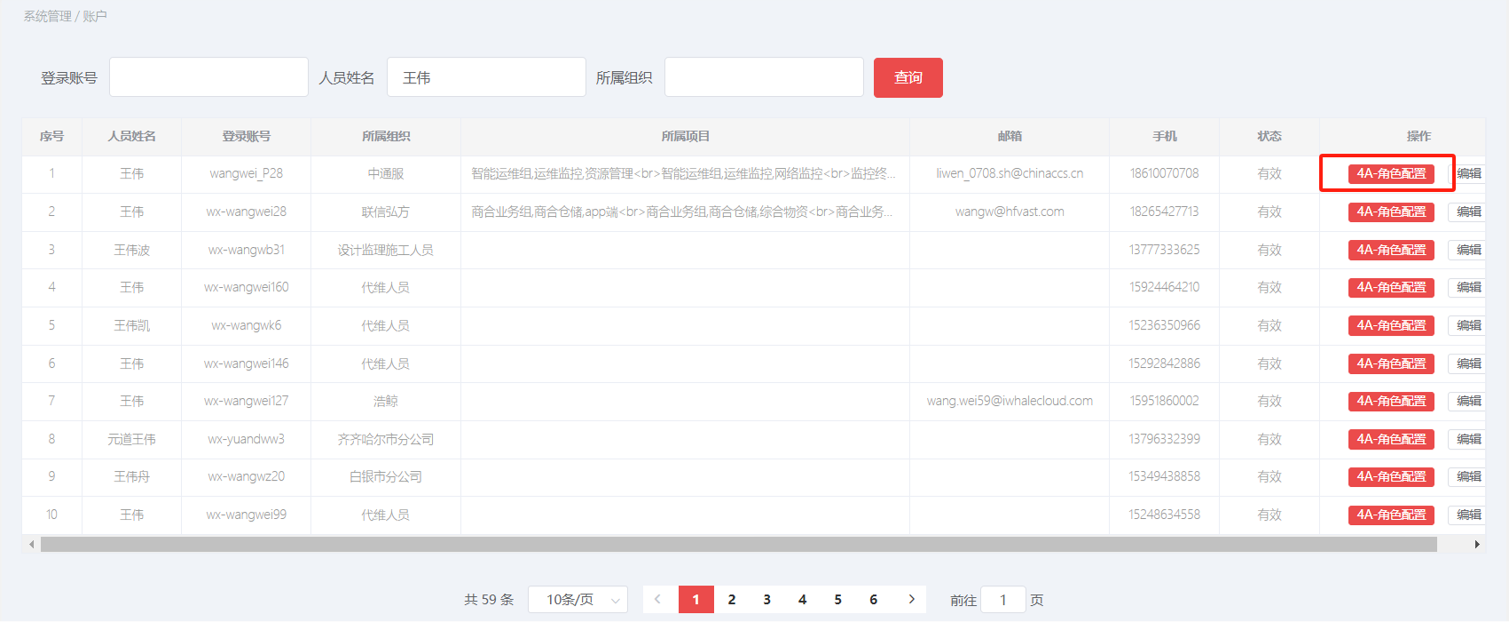 系统管理 / 账户
登录账号 人员姓名 王伟 所属组织 查询
序号 人员姓名 登录账号 所属组织 所属项目 邮箱 手机 状态 操作
1 王伟 wangwei_P28 中通服 智能运维组,运维监控,资源管理<br>智能运维组,运维监控,网络监控<br>监控终... liwen_0708.sh@chinaccs.cn 18610070708 有效 4A-角色配置 编辑
2 王伟 wx-wangwei28 联信弘方 商合业务组,商合仓储,app端<br>商合业务组,商合仓储,综合物资<br>商合业务... wangw@hfvast.com 18265427713 有效 4A-角色配置 编辑
3 王伟波 wx-wangwb31 设计监理施工人员 13777333625 有效 4A-角色配置 编辑
4 王伟 wx-wangwei160 代维人员 15924464210 有效 4A-角色配置 编辑
5 王伟凯 wx-wangwk6 代维人员 15236350966 有效 4A-角色配置 编辑
6 王伟 wx-wangwei146 代维人员 15292842886 有效 4A-角色配置 编辑
7 王伟 wx-wangwei127 浩鲸 wang.wei59@iwhalecloud.com 15951860002 有效 4A-角色配置 编辑
8 元道王伟 wx-yuandww3 齐齐哈尔市分公司 13796332399 有效 4A-角色配置 编辑
9 王伟舟 wx-wangwz20 白银市分公司 15349438858 有效 4A-角色配置 编辑
10 王伟 wx-wangwei99 代维人员 15248634558 有效 4A-角色配置 编辑
共 59 条 10条/页 1 2 3 4 5 6 前往 1 页